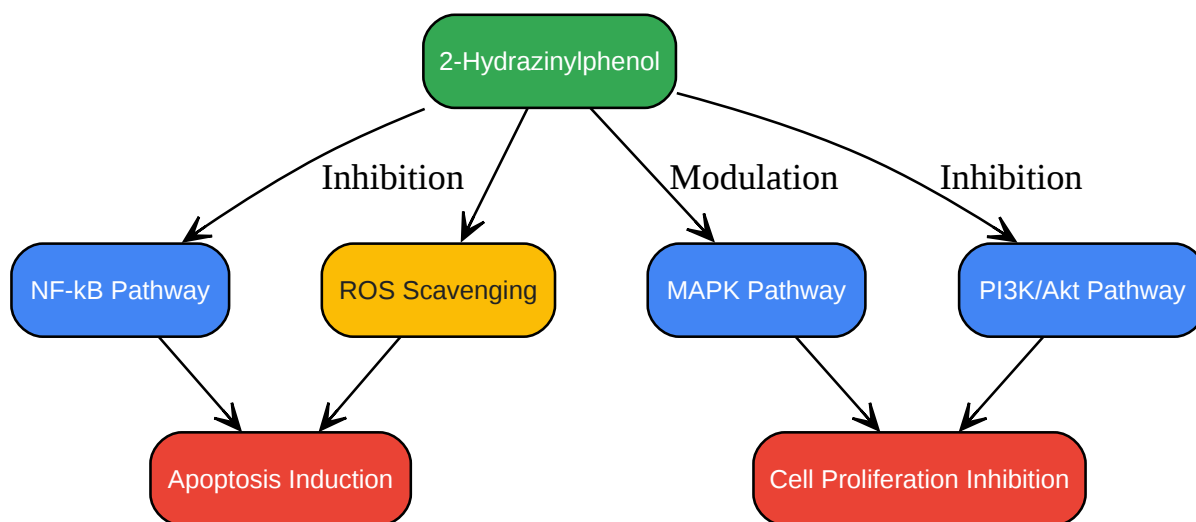 2-Hydrazinylphenol
Inhibition
Modulation
Inhibition
NF-kB Pathway
ROS Scavenging
MAPK Pathway
PI3K/Akt Pathway
Apoptosis Induction
Cell Proliferation Inhibition